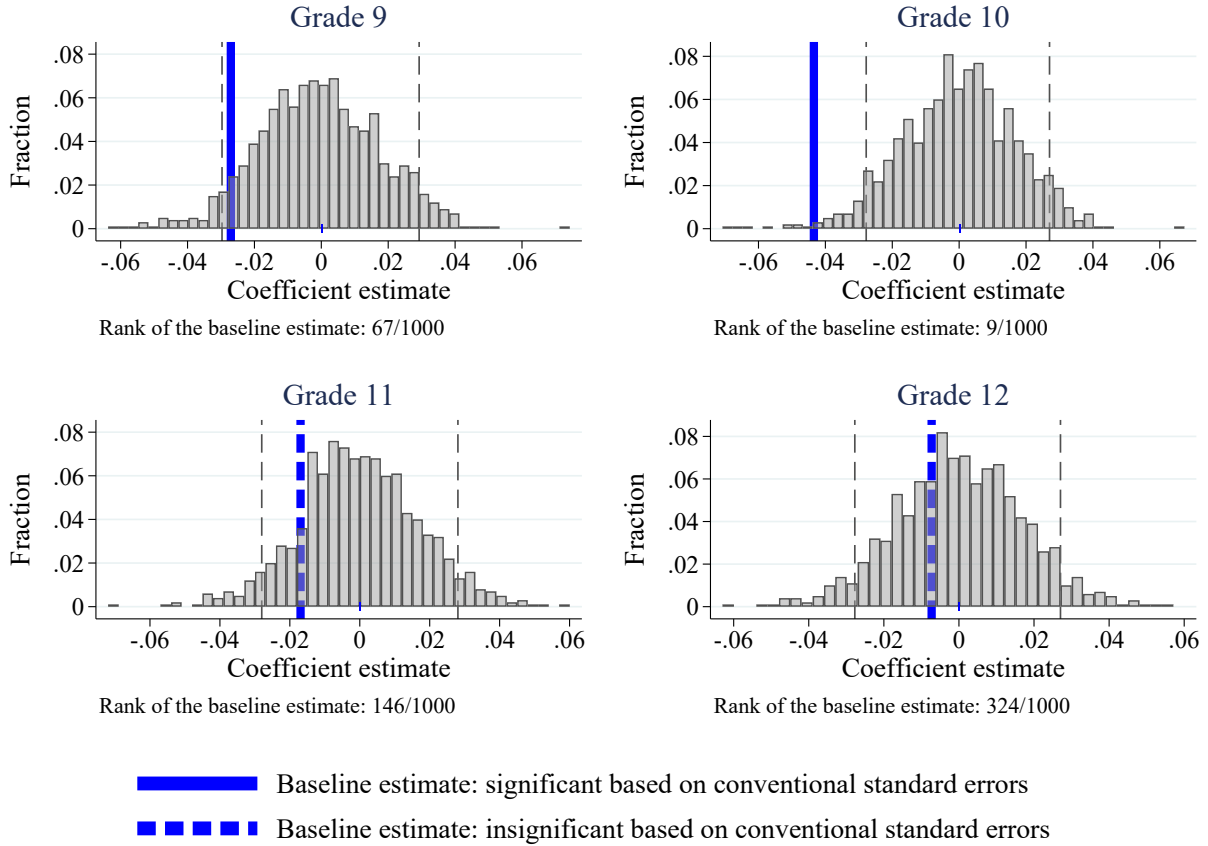 Grade 9
Fraction
.08
.06
.04
.02
0
-.06 -.04 -.02 0 .02 .04 .06
Coefficient estimate
Rank of the baseline estimate: 67/1000
Grade 10
Fraction
.08
.06
.04
.02
0
-.06 -.04 -.02 0 .02 .04 .06
Coefficient estimate
Rank of the baseline estimate: 9/1000
Grade 11
Fraction
.08
.06
.04
.02
0
-.06 -.04 -.02 0 .02 .04 .06
Coefficient estimate
Rank of the baseline estimate: 146/1000
Grade 12
Fraction
.08
.06
.04
.02
0
-.06 -.04 -.02 0 .02 .04 .06
Coefficient estimate
Rank of the baseline estimate: 324/1000
Baseline estimate: significant based on conventional standard errors
Baseline estimate: insignificant based on conventional standard errors